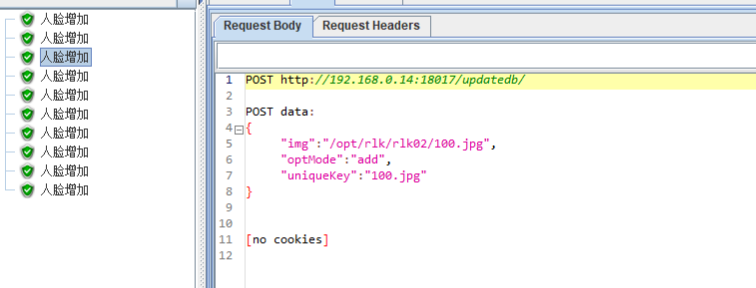 人脸增加
人脸增加
人脸增加
人脸增加
人脸增加
人脸增加
人脸增加
人脸增加
人脸增加
人脸增加
Request Body
Request Headers
1 POST http://192.168.0.14:18017/updatedb/
2
3 POST data:
4 {
5 "img":"/opt/rlk/rlk02/100.jpg",
6 "optMode":"add",
7 "uniqueKey":"100.jpg"
8 }
9
10
11 [no cookies]
12